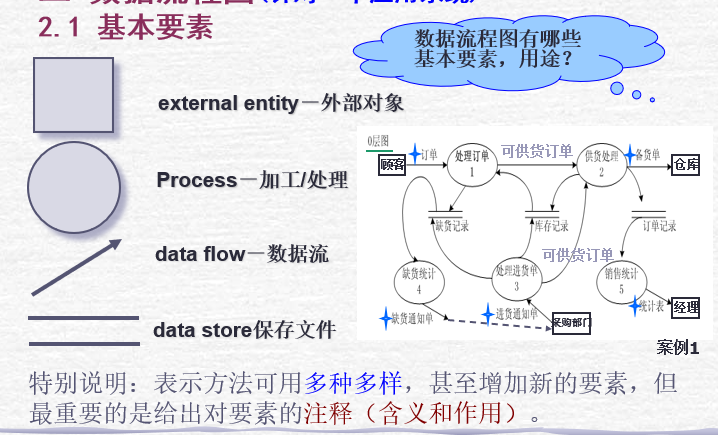 2.1 基本要素
数据流程图有哪些
基本要素，用途？
external entity－外部对象
Process－加工/处理
data flow－数据流
data store保存文件
0层图
顾客
订单
处理订单
1
可供货订单
供货处理
2
备货单
仓库
缺货记录
库存记录
订单记录
可供货订单
缺货统计
4
处理进货单
3
销售统计
5
缺货通知单
进货通知单
采购部门
统计表
经理
案例1
特别说明：表示方法可用多种多样，甚至增加新的要素，但
最重要的是给出对要素的注释（含义和作用）。